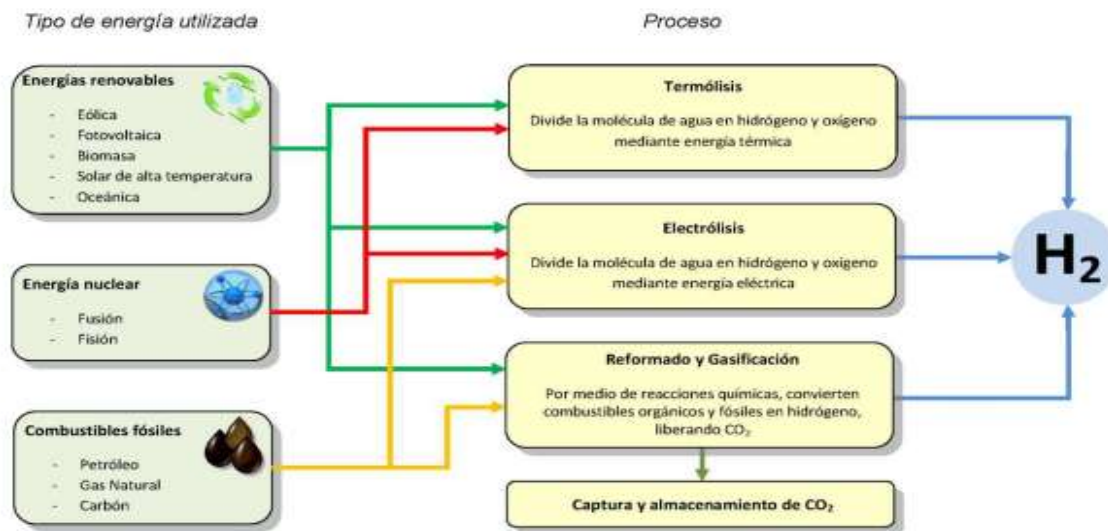 Tipo de energía utilizada
Proceso
Energías renovables
- Eólica
- Fotovoltaica
- Biomasa
- Solar de alta temperatura
- Oceánica
Energía nuclear
- Fusión
- Fisión
Combustibles fósiles
- Petróleo
- Gas Natural
- Carbón
Termólisis
Divide la molécula de agua en hidrógeno y oxígeno
mediante energía térmica
Electrólisis
Divide la molécula de agua en hidrógeno y oxígeno
mediante energía eléctrica
Reformado y Gasificación
Por medio de reacciones químicas, convierten
combustibles orgánicos y fósiles en hidrógeno,
liberando CO₂
Captura y almacenamiento de CO₂
H₂